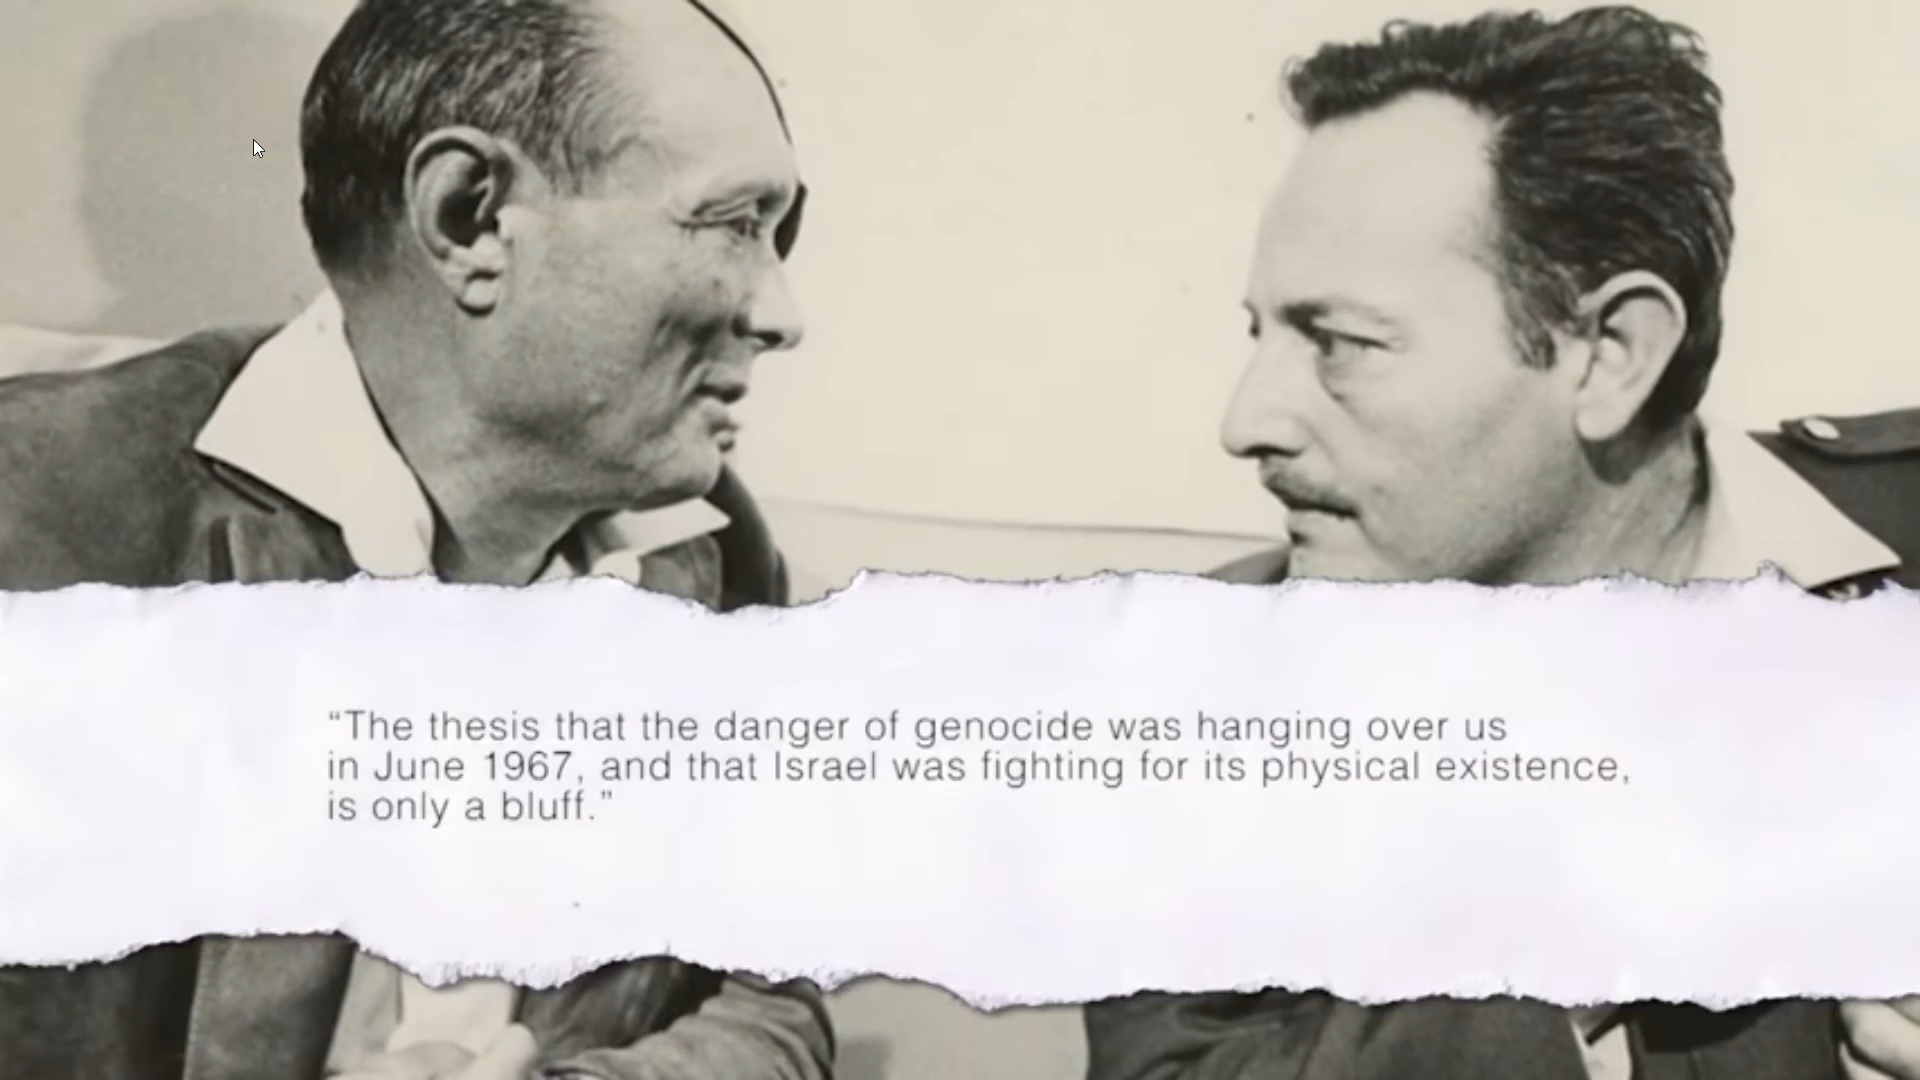 “The thesis that the danger of genocide was hanging over us
in June 1967, and that Israel was fighting for its physical existence,
is only a bluff.”